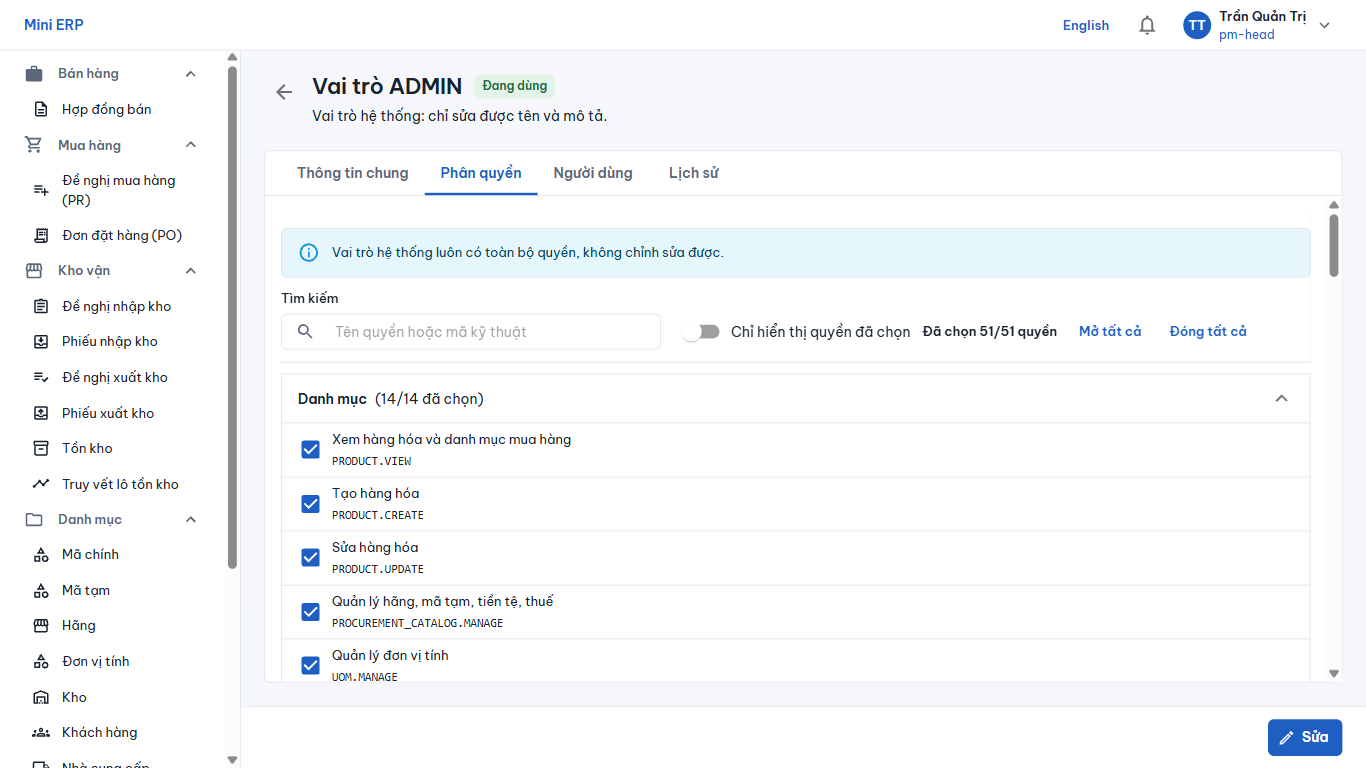 Mini ERP
English
TT
Trần Quản Trị
pm-head
Bán hàng
Hợp đồng bán
Mua hàng
Đề nghị mua hàng
(PR)
Đơn đặt hàng (PO)
Kho vận
Đề nghị nhập kho
Phiếu nhập kho
Đề nghị xuất kho
Phiếu xuất kho
Tồn kho
Truy vết lô tồn kho
Danh mục
Mã chính
Mã tạm
Hãng
Đơn vị tính
Kho
Khách hàng
Nhà cung cấp
Vai trò ADMIN
Đang dùng
Vai trò hệ thống: chỉ sửa được tên và mô tả.
Thông tin chung
Phân quyền
Người dùng
Lịch sử
Vai trò hệ thống luôn có toàn bộ quyền, không chỉnh sửa được.
Tìm kiếm
Tên quyền hoặc mã kỹ thuật
Chỉ hiển thị quyền đã chọn
Đã chọn 51/51 quyền
Mở tất cả
Đóng tất cả
Danh mục (14/14 đã chọn)
Xem hàng hóa và danh mục mua hàng
PRODUCT.VIEW
Tạo hàng hóa
PRODUCT.CREATE
Sửa hàng hóa
PRODUCT.UPDATE
Quản lý hãng, mã tạm, tiền tệ, thuế
PROCUREMENT_CATALOG.MANAGE
Quản lý đơn vị tính
UOM.MANAGE
Sửa